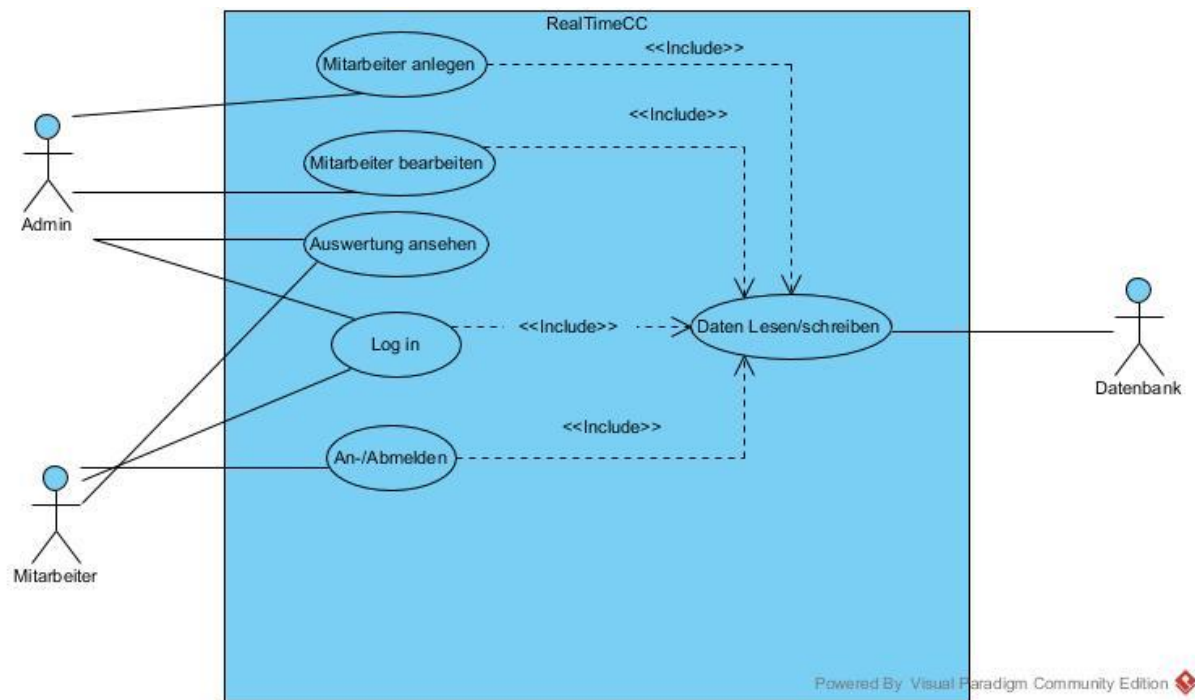 RealTimeCC
Mitarbeiter anlegen
<<Include>>
<<Include>>
Mitarbeiter bearbeiten
Admin
Auswertung ansehen
Log in
<<Include>>
Daten Lesen/schreiben
Datenbank
An-/Abmelden
<<Include>>
Mitarbeiter
Powered By Visual Paradigm Community Edition